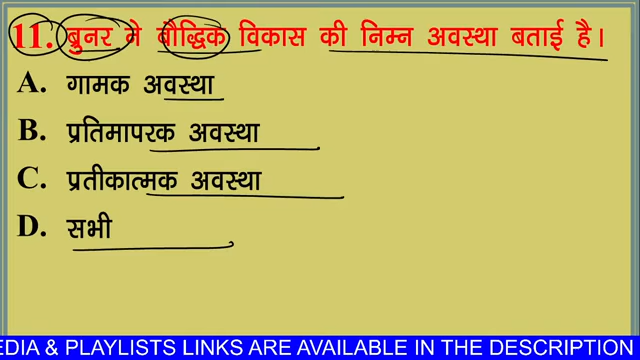 11. ब्रुनर ने बौद्धिक विकास की निम्न अवस्था बताई है।
A. गामक अवस्था
B. प्रतिमापरक अवस्था
C. प्रतीकात्मक अवस्था
D. सभी
EDIA & PLAYLISTS LINKS ARE AVAILABLE IN THE DESCRIPTION